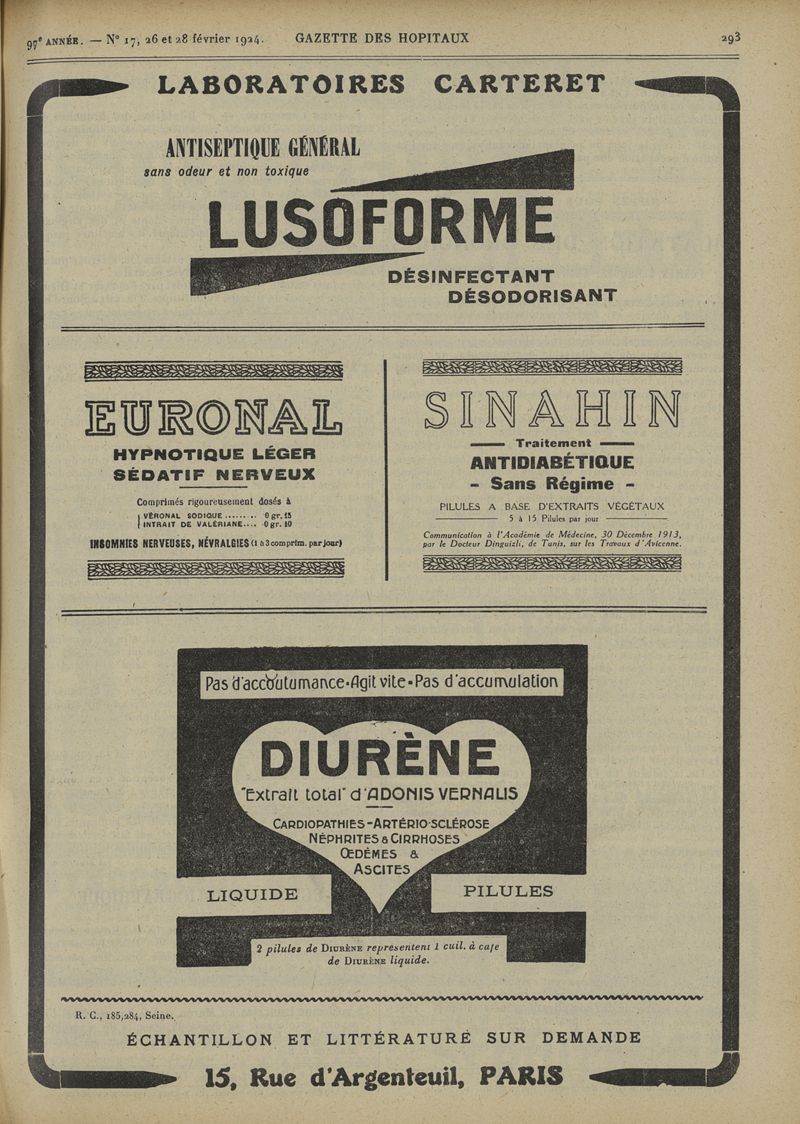 97e ANNÉE. — N° 17, 26 et 28 février 1924. GAZETTE DES HOPITAUX 293
LABORATOIRES CARTERET
ANTISEPTIQUE GÉNÉRAL
sans odeur et non toxique
LUSOFORME
DÉSINFECTANT
DÉSODORISANT
EURONAL
HYPNOTIQUE LÉGER
SÉDATIF NERVEUX
Comprimés rigoureusement dosés à
VÉRONAL SODIQUE......... 0 gr. 15
INTRAIT DE VALÉRIANE.... 0 gr. 10
INSOMNIES NERVEUSES, NÉVRALGIES (1 à 3 comprim. par jour)
SINAHIN
Traitement
ANTIDIABÉTIQUE
- Sans Régime -
PILULES A BASE D'EXTRAITS VÉGÉTAUX
5 à 15 Pilules par jour
Communication à l'Académie de Médecine, 30 Décembre 1913,
par le Docteur Dinguizli, de Tunis, sur les Travaux d'Avicenne.
Pas d'accoutumance - Agit vite - Pas d'accumulation
DIURÈNE
"Extrait total" d'ADONIS VERNALIS
CARDIOPATHIES - ARTÉRIO-SCLÉROSE
NÉPHRITES & CIRRHOSES
ŒDÈMES &
ASCITES
LIQUIDE
PILULES
2 pilules de DIURÈNE représentent 1 cuil. à café
de DIURÈNE liquide.
R. C., 185,284, Seine.
ÉCHANTILLON ET LITTÉRATURE SUR DEMANDE
15, Rue d'Argenteuil, PARIS